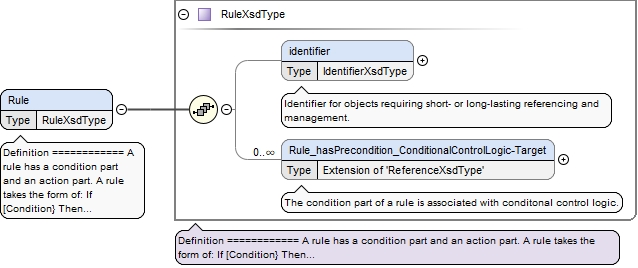 RuleXsdType
identifier
Type IdentifierXsdType
Identifier for objects requiring short- or long-lasting referencing and
management.
Rule
Type RuleXsdType
Definition ============ A
rule has a condition part
and an action part. A rule
takes the form of: If
[Condition} Then...
0..∞
Rule_hasPrecondition_ConditionalControlLogic-Target
Type Extension of 'ReferenceXsdType'
The condition part of a rule is associated with conditonal control logic.
Definition ============ A rule has a condition part and an action part. A rule takes the
form of: If [Condition} Then...